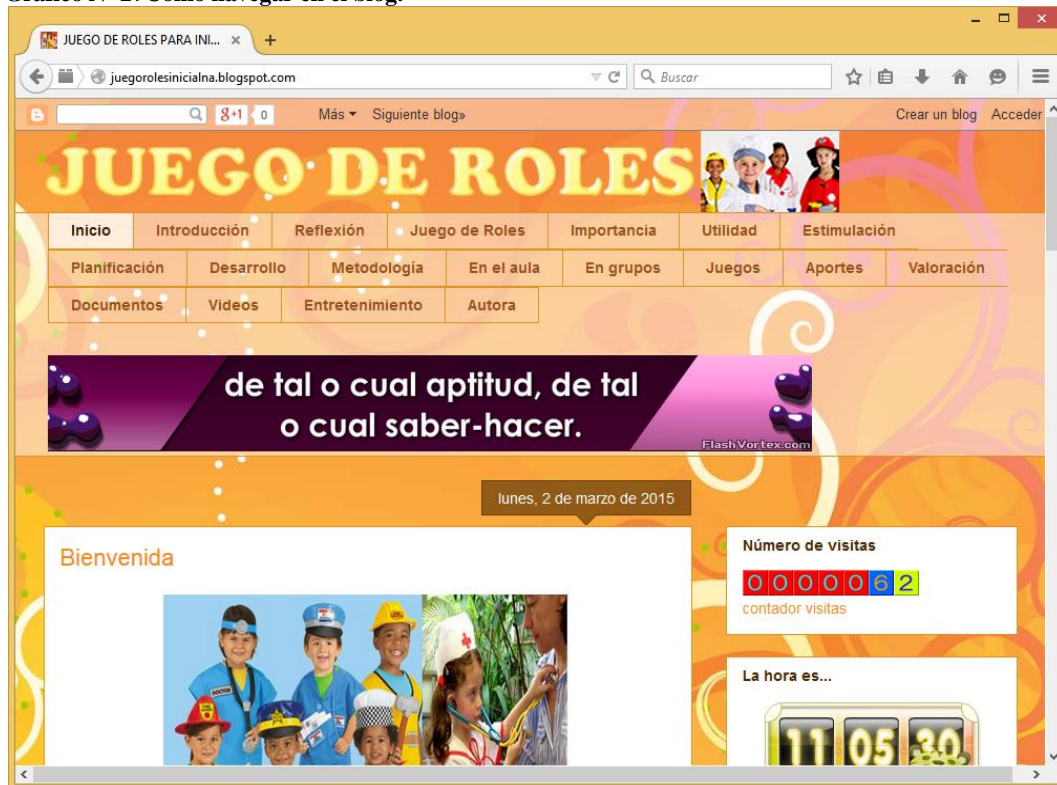 Gráfico Nº 2: Cómo navegar en el blog.
JUEGO DE ROLES PARA INI...
juegorolesinicialna.blogspot.com
Buscar
g+1 0 Más Siguiente blog» Crear un blog Acceder
JUEGO DE ROLES
Inicio Introducción Reflexión Juego de Roles Importancia Utilidad Estimulación
Planificación Desarrollo Metodología En el aula En grupos Juegos Aportes Valoración
Documentos Videos Entretenimiento Autora
de tal o cual aptitud, de tal
o cual saber-hacer.
FlashVortex.com
lunes, 2 de marzo de 2015
Bienvenida
DOCTOR
Número de visitas
0000062
contador visitas
La hora es...
11 05 30